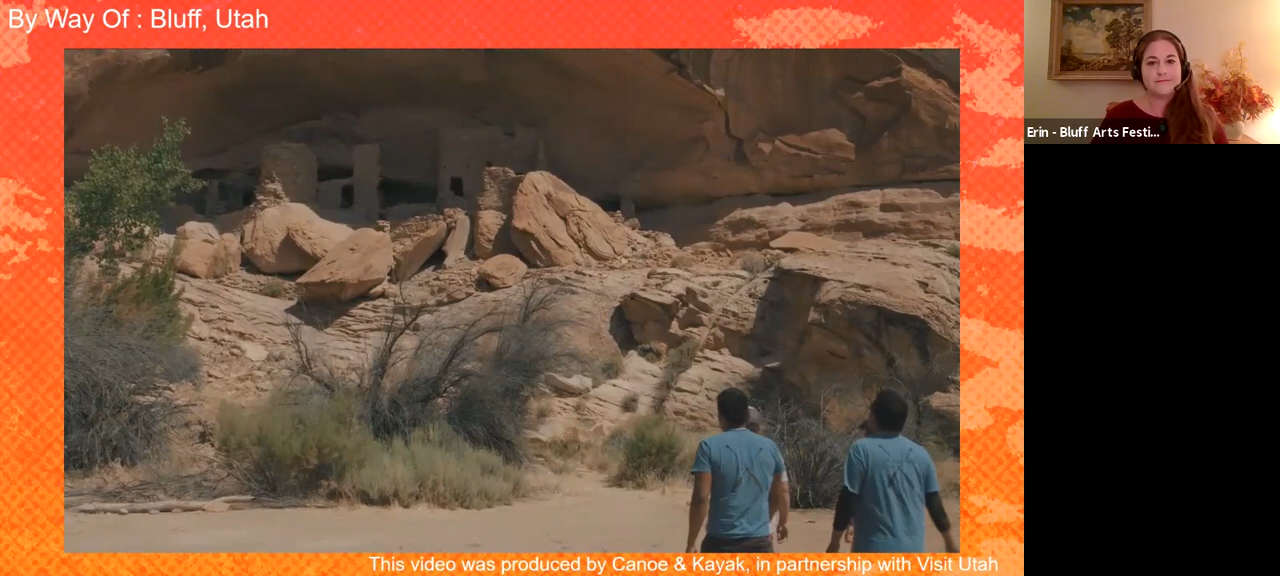 By Way Of : Bluff, Utah
Erin - Bluff Arts Festi...
This video was produced by Canoe & Kayak, in partnership with Visit Utah